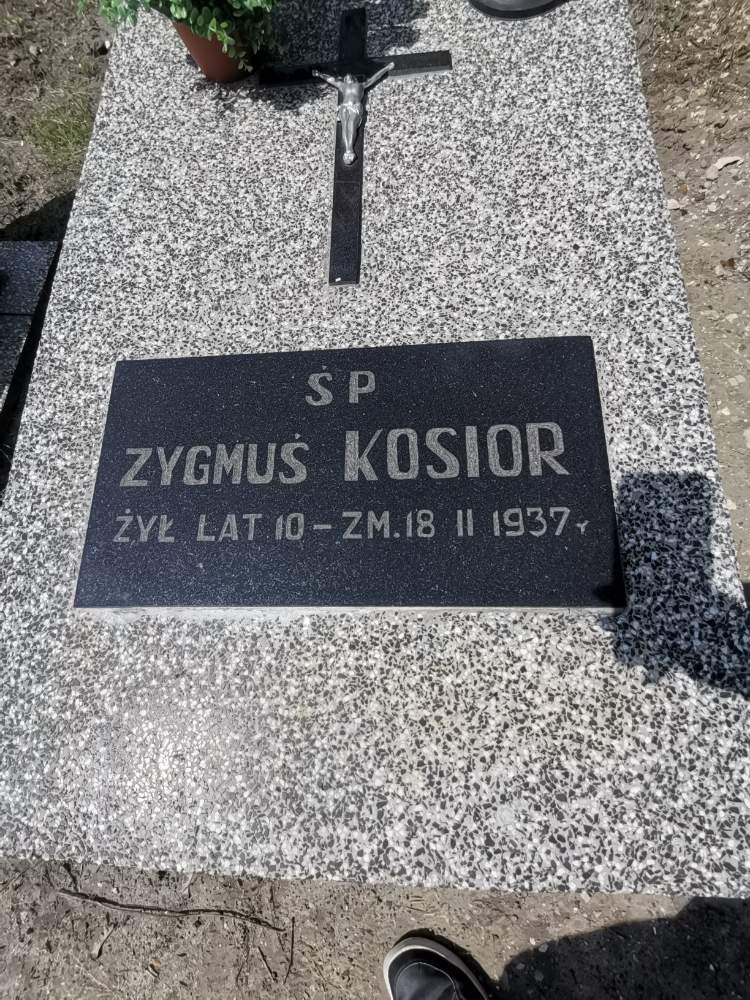 ŚP
ZYGMUŚ KOSIOR
ŻYŁ LAT 10 – ZM. 18 II 1937 r